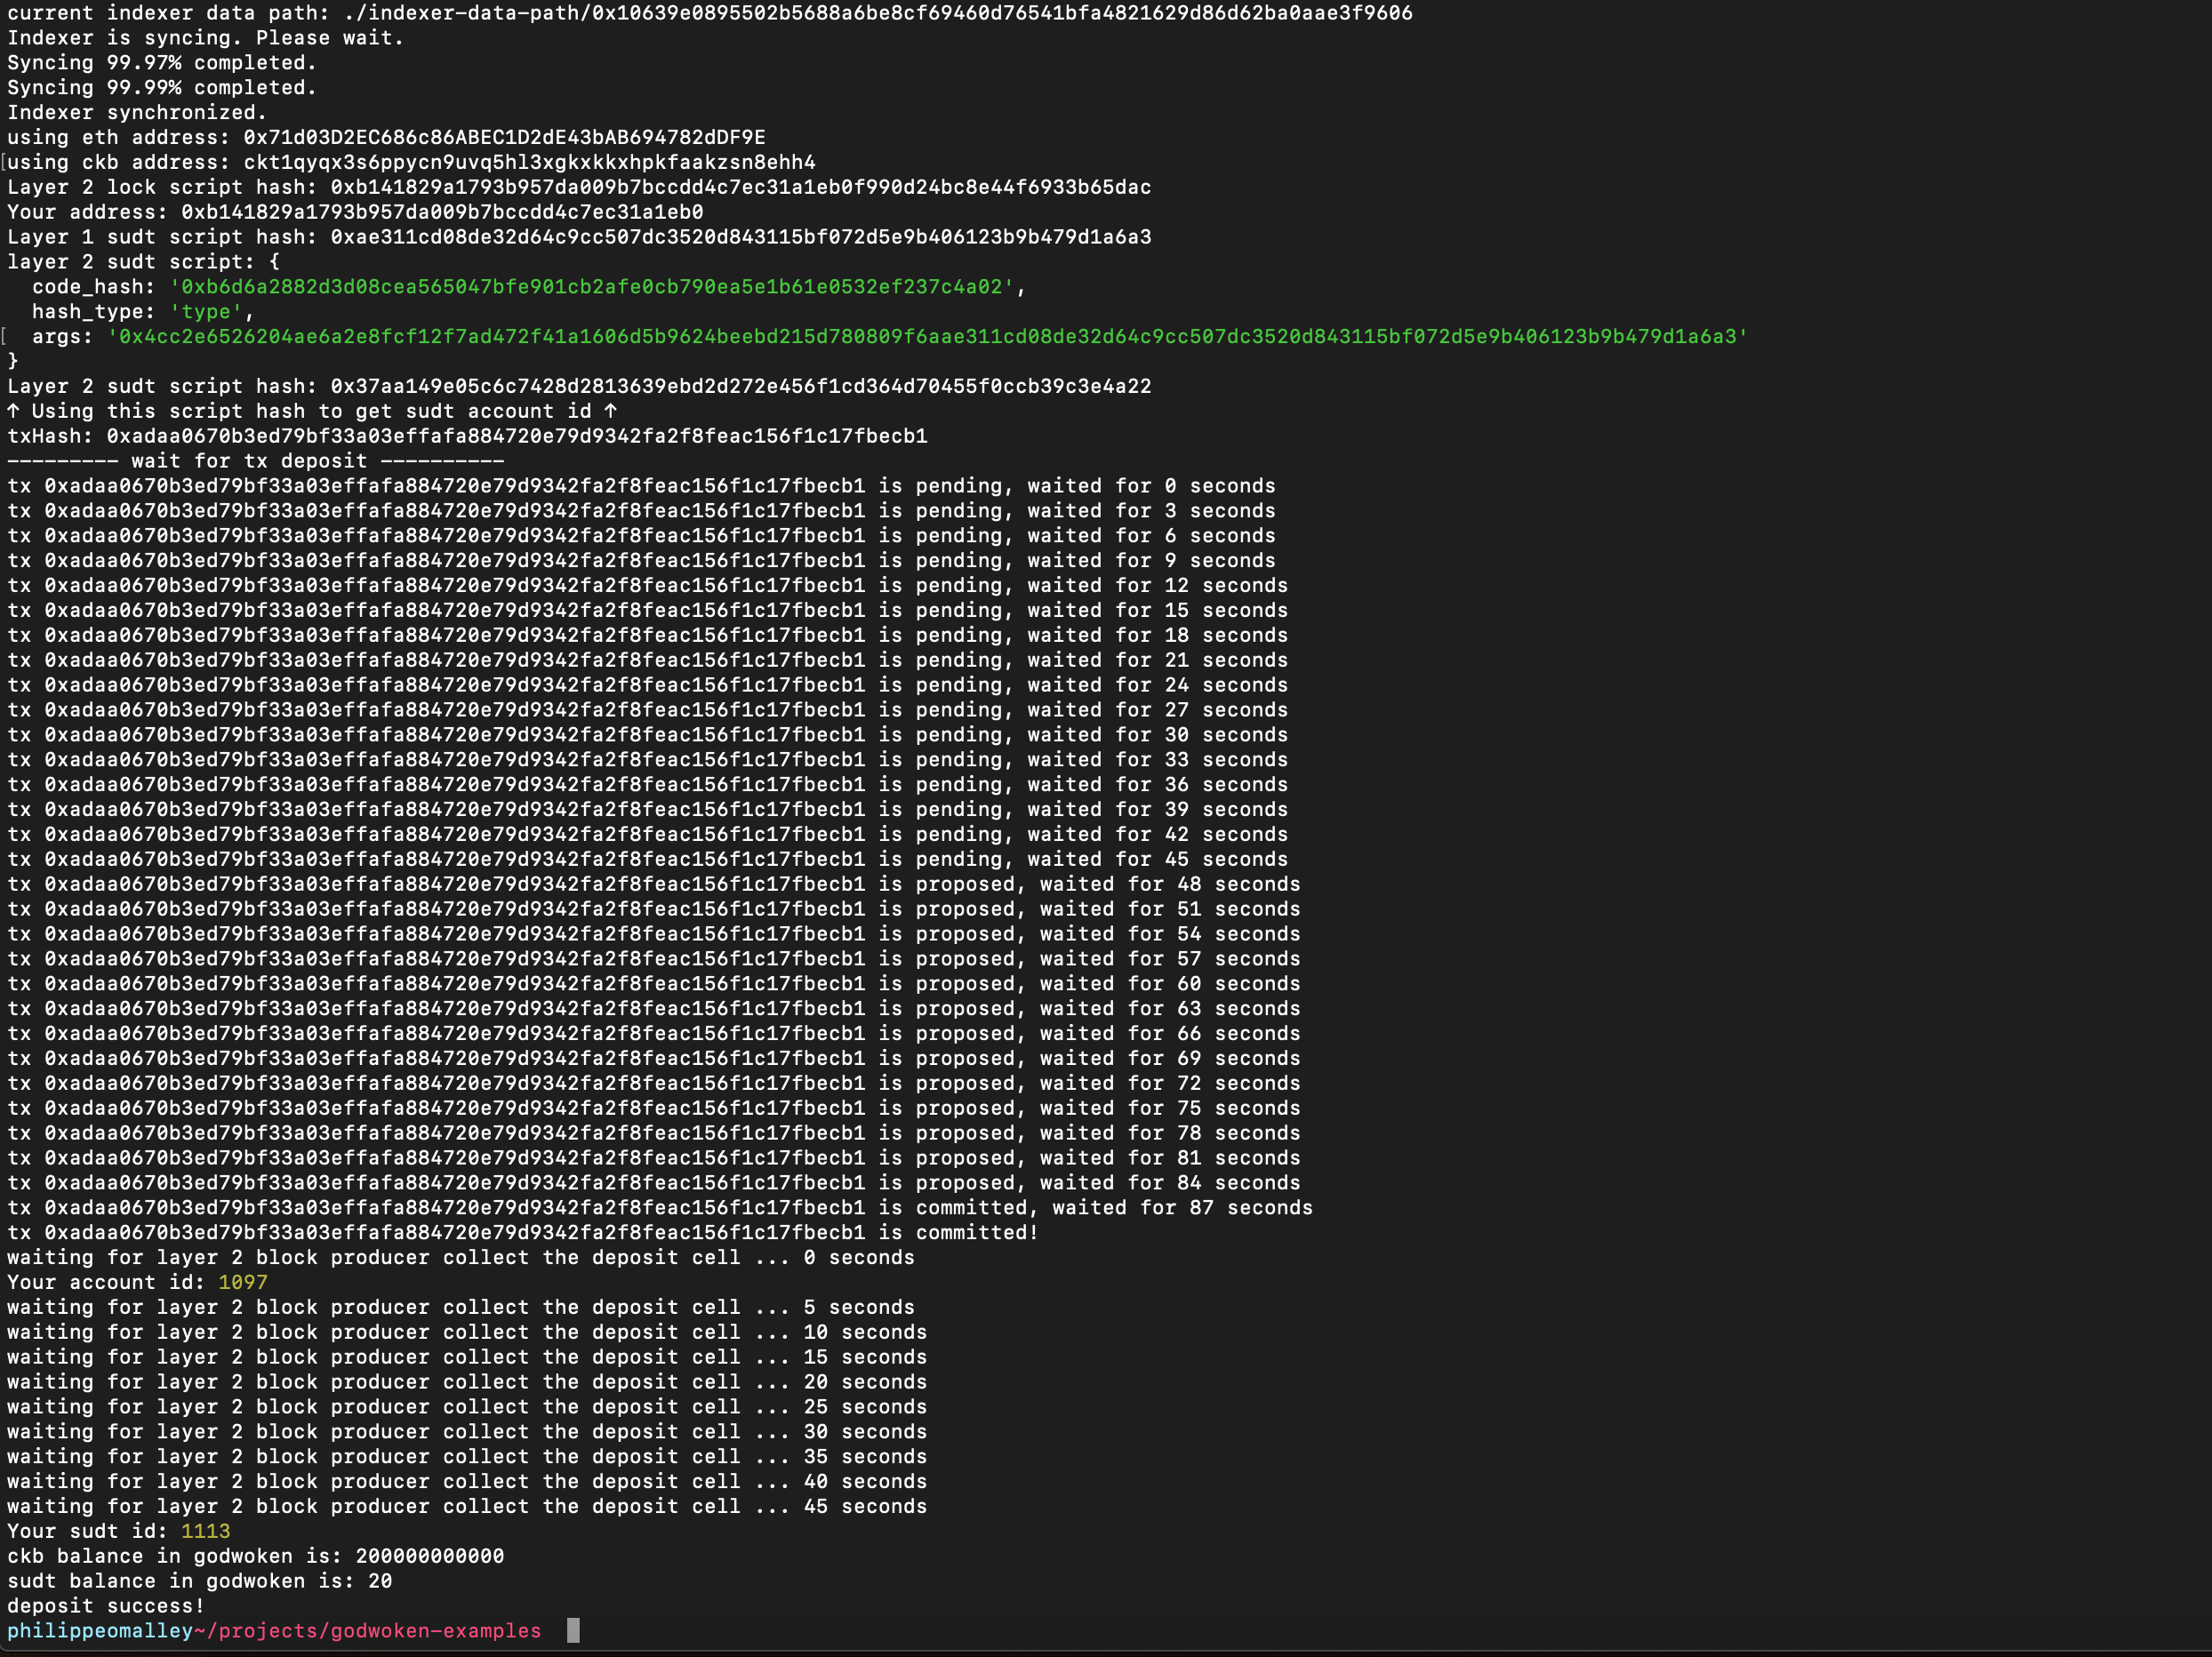 current indexer data path: ./indexer-data-path/0x10639e0895502b5688a6be8cf69460d76541bfa4821629d86d62ba0aae3f9606
Indexer is syncing. Please wait.
Syncing 99.97% completed.
Syncing 99.99% completed.
Indexer synchronized.
using eth address: 0x71d03D2EC686c86ABEC1D2dE43bAB694782dDF9E
[using ckb address: ckt1qyqx3s6ppycn9uvq5hl3xgkxkkxhpkfaakzsn8ehh4
Layer 2 lock script hash: 0xb141829a1793b957da009b7bccdd4c7ec31a1eb0f990d24bc8e44f6933b65dac
Your address: 0xb141829a1793b957da009b7bccdd4c7ec31a1eb0
Layer 1 sudt script hash: 0xae311cd08de32d64c9cc507dc3520d843115bf072d5e9b406123b9b479d1a6a3
layer 2 sudt script: {
  code_hash: '0xb6d6a2882d3d08cea565047bfe901cb2afe0cb790ea5e1b61e0532ef237c4a02',
  hash_type: 'type',
[  args: '0x4cc2e6526204ae6a2e8fcf12f7ad472f41a1606d5b9624beebd215d780809f6aae311cd08de32d64c9cc507dc3520d843115bf072d5e9b406123b9b479d1a6a3'
}
Layer 2 sudt script hash: 0x37aa149e05c6c7428d2813639ebd2d272e456f1cd364d70455f0ccb39c3e4a22
↑ Using this script hash to get sudt account id ↑
txHash: 0xadaa0670b3ed79bf33a03effafa884720e79d9342fa2f8feac156f1c17fbecb1
--------- wait for tx deposit ----------
tx 0xadaa0670b3ed79bf33a03effafa884720e79d9342fa2f8feac156f1c17fbecb1 is pending, waited for 0 seconds
tx 0xadaa0670b3ed79bf33a03effafa884720e79d9342fa2f8feac156f1c17fbecb1 is pending, waited for 3 seconds
tx 0xadaa0670b3ed79bf33a03effafa884720e79d9342fa2f8feac156f1c17fbecb1 is pending, waited for 6 seconds
tx 0xadaa0670b3ed79bf33a03effafa884720e79d9342fa2f8feac156f1c17fbecb1 is pending, waited for 9 seconds
tx 0xadaa0670b3ed79bf33a03effafa884720e79d9342fa2f8feac156f1c17fbecb1 is pending, waited for 12 seconds
tx 0xadaa0670b3ed79bf33a03effafa884720e79d9342fa2f8feac156f1c17fbecb1 is pending, waited for 15 seconds
tx 0xadaa0670b3ed79bf33a03effafa884720e79d9342fa2f8feac156f1c17fbecb1 is pending, waited for 18 seconds
tx 0xadaa0670b3ed79bf33a03effafa884720e79d9342fa2f8feac156f1c17fbecb1 is pending, waited for 21 seconds
tx 0xadaa0670b3ed79bf33a03effafa884720e79d9342fa2f8feac156f1c17fbecb1 is pending, waited for 24 seconds
tx 0xadaa0670b3ed79bf33a03effafa884720e79d9342fa2f8feac156f1c17fbecb1 is pending, waited for 27 seconds
tx 0xadaa0670b3ed79bf33a03effafa884720e79d9342fa2f8feac156f1c17fbecb1 is pending, waited for 30 seconds
tx 0xadaa0670b3ed79bf33a03effafa884720e79d9342fa2f8feac156f1c17fbecb1 is pending, waited for 33 seconds
tx 0xadaa0670b3ed79bf33a03effafa884720e79d9342fa2f8feac156f1c17fbecb1 is pending, waited for 36 seconds
tx 0xadaa0670b3ed79bf33a03effafa884720e79d9342fa2f8feac156f1c17fbecb1 is pending, waited for 39 seconds
tx 0xadaa0670b3ed79bf33a03effafa884720e79d9342fa2f8feac156f1c17fbecb1 is pending, waited for 42 seconds
tx 0xadaa0670b3ed79bf33a03effafa884720e79d9342fa2f8feac156f1c17fbecb1 is pending, waited for 45 seconds
tx 0xadaa0670b3ed79bf33a03effafa884720e79d9342fa2f8feac156f1c17fbecb1 is proposed, waited for 48 seconds
tx 0xadaa0670b3ed79bf33a03effafa884720e79d9342fa2f8feac156f1c17fbecb1 is proposed, waited for 51 seconds
tx 0xadaa0670b3ed79bf33a03effafa884720e79d9342fa2f8feac156f1c17fbecb1 is proposed, waited for 54 seconds
tx 0xadaa0670b3ed79bf33a03effafa884720e79d9342fa2f8feac156f1c17fbecb1 is proposed, waited for 57 seconds
tx 0xadaa0670b3ed79bf33a03effafa884720e79d9342fa2f8feac156f1c17fbecb1 is proposed, waited for 60 seconds
tx 0xadaa0670b3ed79bf33a03effafa884720e79d9342fa2f8feac156f1c17fbecb1 is proposed, waited for 63 seconds
tx 0xadaa0670b3ed79bf33a03effafa884720e79d9342fa2f8feac156f1c17fbecb1 is proposed, waited for 66 seconds
tx 0xadaa0670b3ed79bf33a03effafa884720e79d9342fa2f8feac156f1c17fbecb1 is proposed, waited for 69 seconds
tx 0xadaa0670b3ed79bf33a03effafa884720e79d9342fa2f8feac156f1c17fbecb1 is proposed, waited for 72 seconds
tx 0xadaa0670b3ed79bf33a03effafa884720e79d9342fa2f8feac156f1c17fbecb1 is proposed, waited for 75 seconds
tx 0xadaa0670b3ed79bf33a03effafa884720e79d9342fa2f8feac156f1c17fbecb1 is proposed, waited for 78 seconds
tx 0xadaa0670b3ed79bf33a03effafa884720e79d9342fa2f8feac156f1c17fbecb1 is proposed, waited for 81 seconds
tx 0xadaa0670b3ed79bf33a03effafa884720e79d9342fa2f8feac156f1c17fbecb1 is proposed, waited for 84 seconds
tx 0xadaa0670b3ed79bf33a03effafa884720e79d9342fa2f8feac156f1c17fbecb1 is committed, waited for 87 seconds
tx 0xadaa0670b3ed79bf33a03effafa884720e79d9342fa2f8feac156f1c17fbecb1 is committed!
waiting for layer 2 block producer collect the deposit cell ... 0 seconds
Your account id: 1097
waiting for layer 2 block producer collect the deposit cell ... 5 seconds
waiting for layer 2 block producer collect the deposit cell ... 10 seconds
waiting for layer 2 block producer collect the deposit cell ... 15 seconds
waiting for layer 2 block producer collect the deposit cell ... 20 seconds
waiting for layer 2 block producer collect the deposit cell ... 25 seconds
waiting for layer 2 block producer collect the deposit cell ... 30 seconds
waiting for layer 2 block producer collect the deposit cell ... 35 seconds
waiting for layer 2 block producer collect the deposit cell ... 40 seconds
waiting for layer 2 block producer collect the deposit cell ... 45 seconds
Your sudt id: 1113
ckb balance in godwoken is: 200000000000
sudt balance in godwoken is: 20
deposit success!
philippeomalley~/projects/godwoken-examples